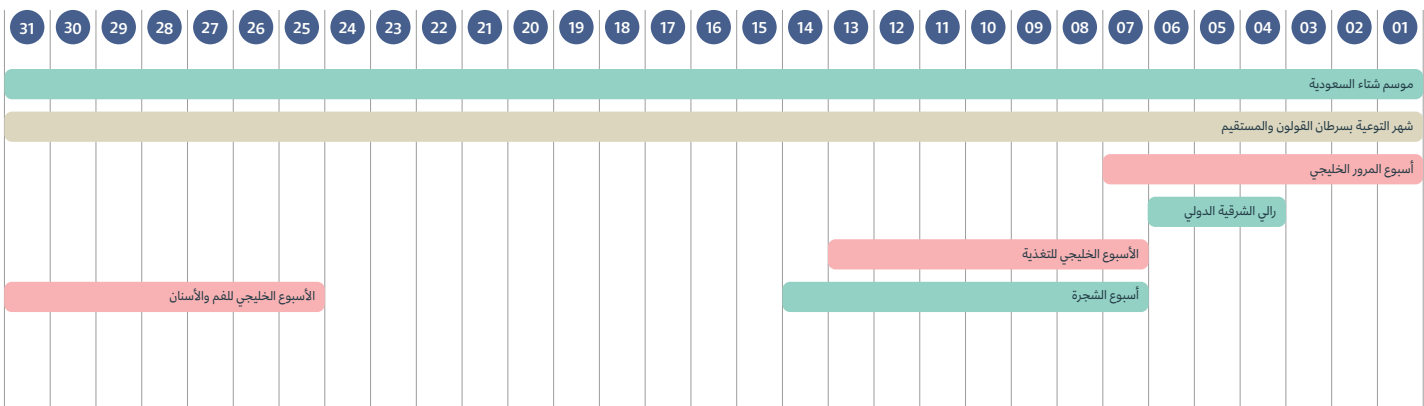 01 02 03 04 05 06 07 08 09 10 11 12 13 14 15 16 17 18 19 20 21 22 23 24 25 26 27 28 29 30 31
موسم شتاء السعودية
شهر التوعية بسرطان القولون والمستقيم
أسبوع المرور الخليجي
رالي الشرقية الدولي
الأسبوع الخليجي للتغذية
أسبوع الشجرة
الأسبوع الخليجي للفم والأسنان